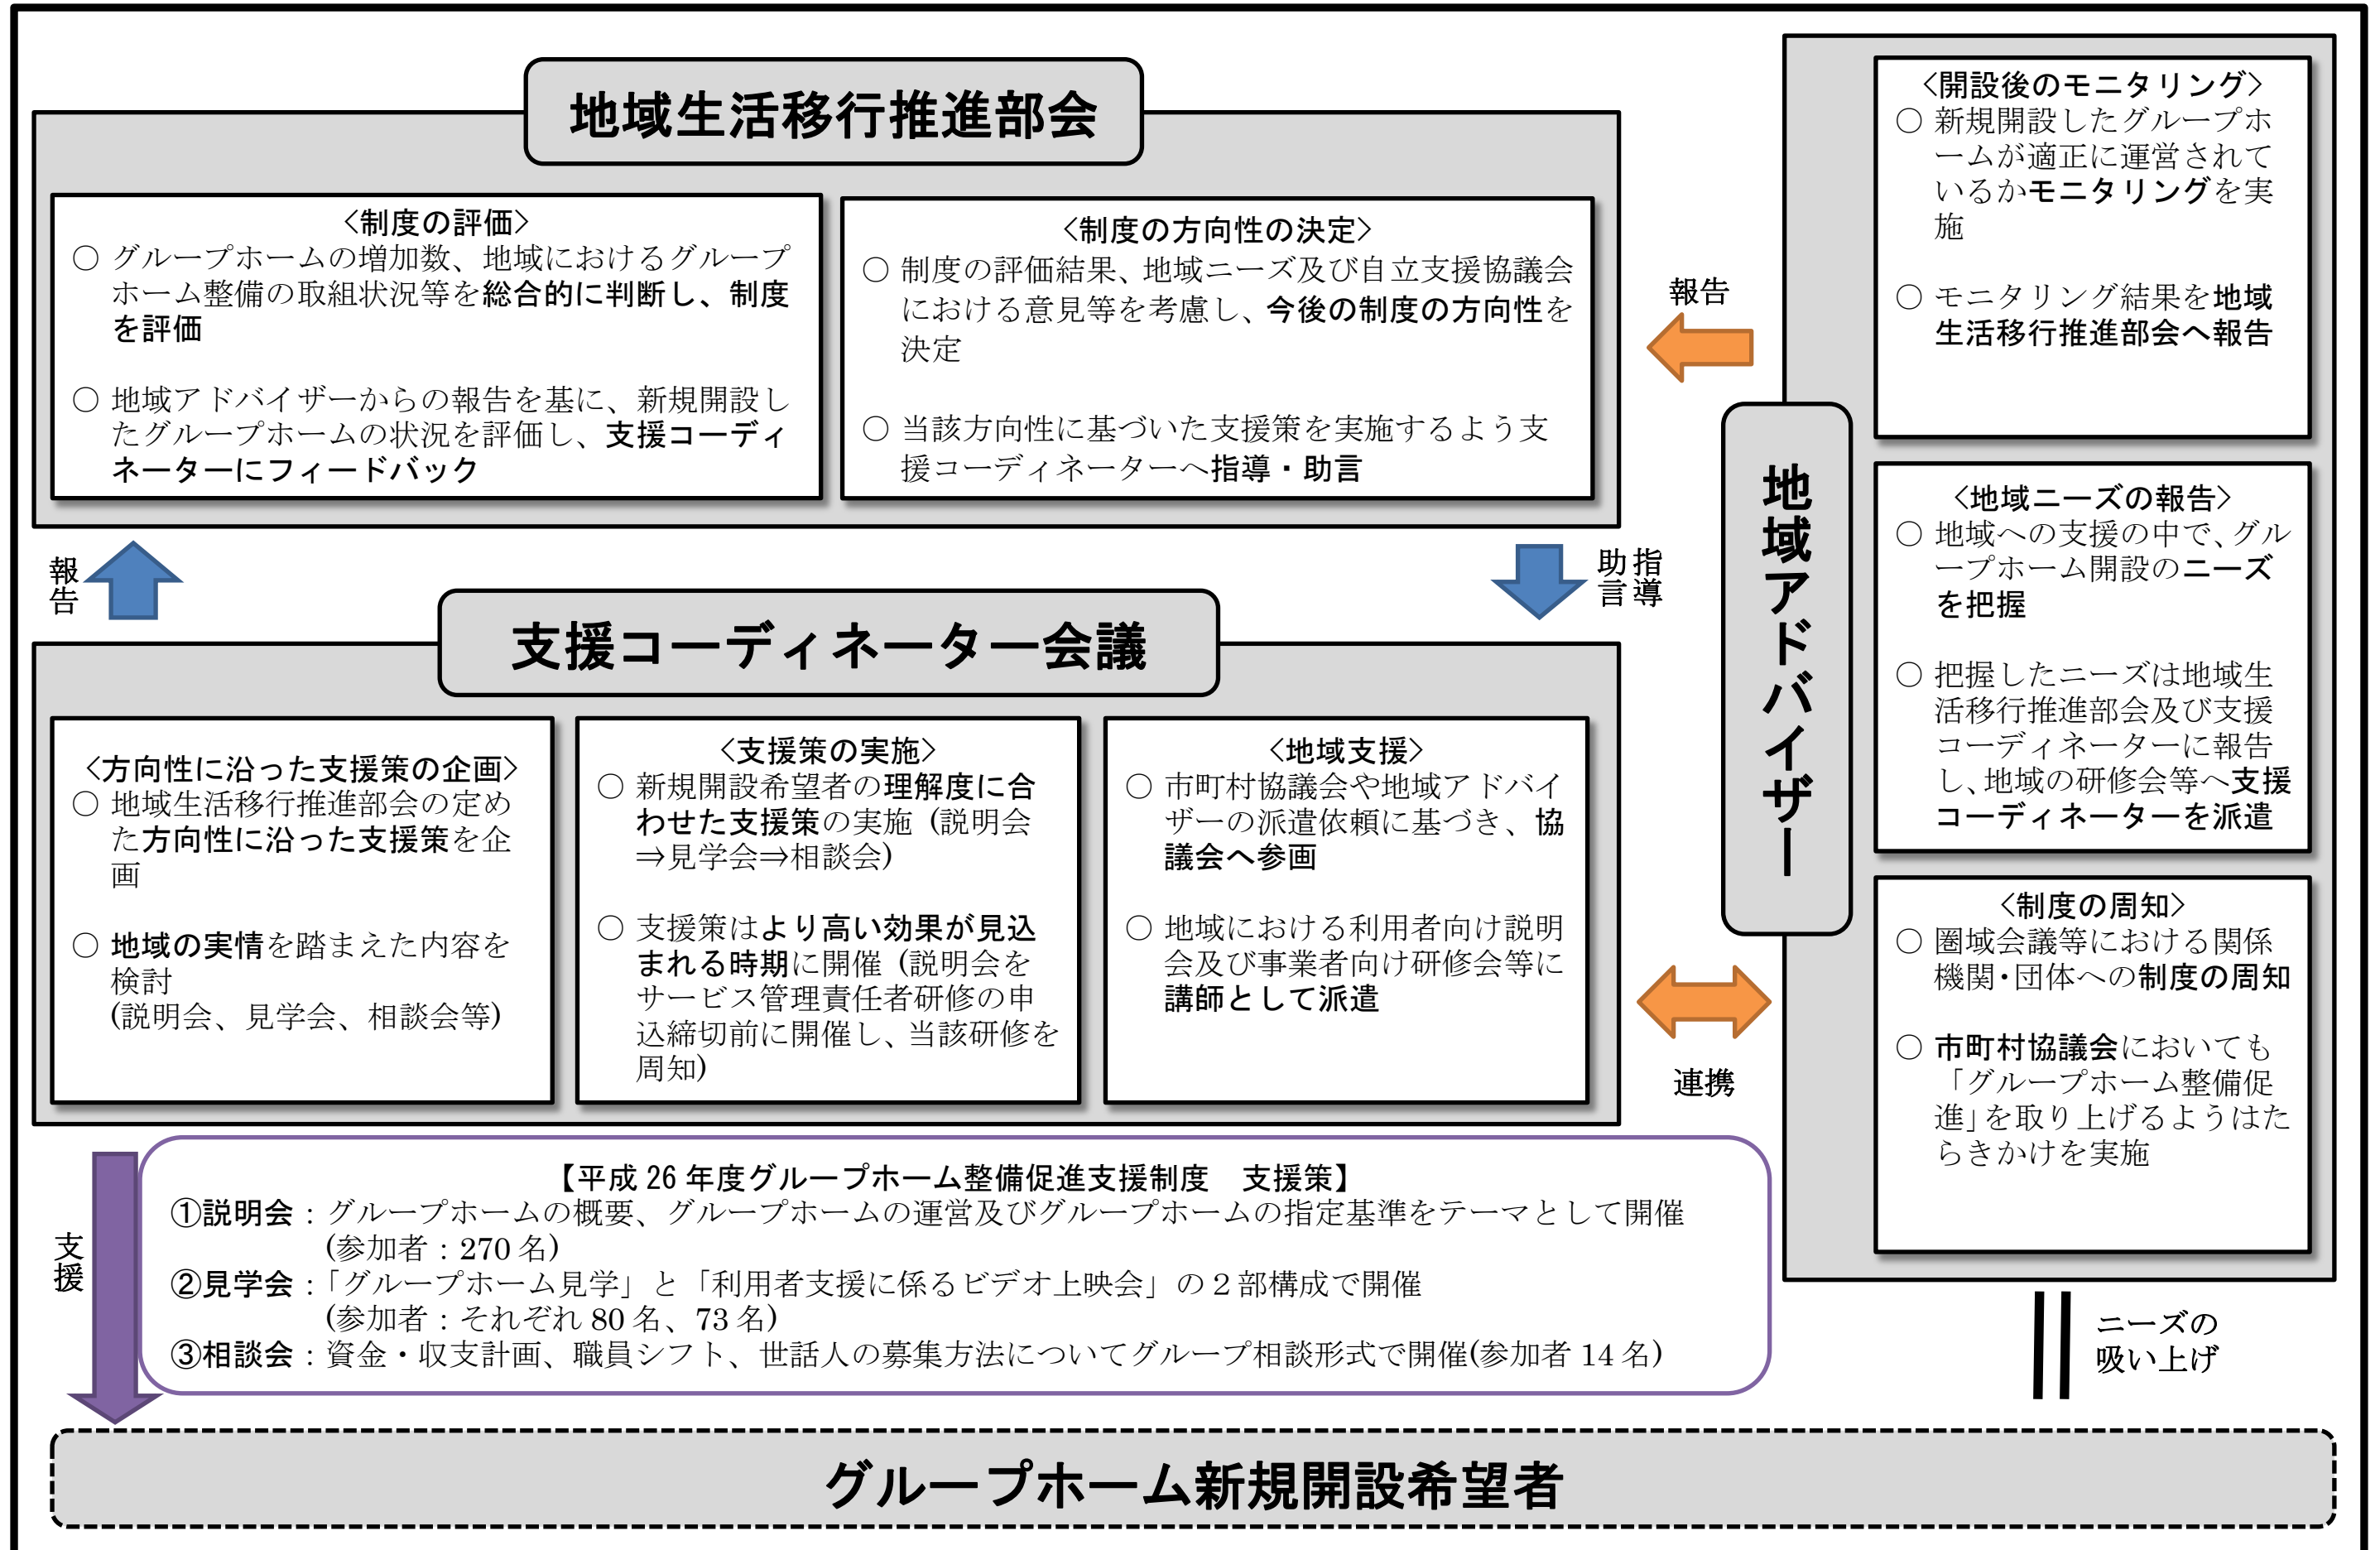 地域生活移行推進部会
<制度の評価>
○ グループホームの増加数、地域におけるグループ
ホーム整備の取組状況等を総合的に判断し、制度
を評価
○ 地域アドバイザーからの報告を基に、新規開設し
たグループホームの状況を評価し、支援コーディ
ネーターにフィードバック
<制度の方向性の決定>
○ 制度の評価結果、地域ニーズ及び自立支援協議会
における意見等を考慮し、今後の制度の方向性を
決定
○ 当該方向性に基づいた支援策を実施するよう支
援コーディネーターへ指導・助言
報告
指導
助言
報告
支援コーディネーター会議
<方向性に沿った支援策の企画>
○ 地域生活移行推進部会の定め
た方向性に沿った支援策を企
画
○ 地域の実情を踏まえた内容を
検討
(説明会、見学会、相談会等)
<支援策の実施>
○ 新規開設希望者の理解度に合
わせた支援策の実施 (説明会
⇒見学会⇒相談会)
○ 支援策はより高い効果が見込
まれる時期に開催 (説明会を
サービス管理責任者研修の申
込締切前に開催し、当該研修を
周知)
<地域支援>
○ 市町村協議会や地域アドバイ
ザーの派遣依頼に基づき、協
議会へ参画
○ 地域における利用者向け説明
会及び事業者向け研修会等に
講師として派遣
連携
地域アドバイザー
<開設後のモニタリング>
○ 新規開設したグループホ
ームが適正に運営されて
いるかモニタリングを実
施
○ モニタリング結果を地域
生活移行推進部会へ報告
<地域ニーズの報告>
○ 地域への支援の中で、グル
ープホーム開設のニーズ
を把握
○ 把握したニーズは地域生
活移行推進部会及び支援
コーディネーターに報告
し、地域の研修会等へ支援
コーディネーターを派遣
<制度の周知>
○ 圏域会議等における関係
機関・団体への制度の周知
○ 市町村協議会においても
「グループホーム整備促
進」を取り上げるようはた
らきかけを実施
支援
【平成 26 年度グループホーム整備促進支援制度　支援策】
①説明会：グループホームの概要、グループホームの運営及びグループホームの指定基準をテーマとして開催
(参加者：270 名)
②見学会：「グループホーム見学」と「利用者支援に係るビデオ上映会」の２部構成で開催
(参加者：それぞれ 80 名、73 名)
③相談会：資金・収支計画、職員シフト、世話人の募集方法についてグループ相談形式で開催(参加者 14 名)
ニーズの
吸い上げ
グループホーム新規開設希望者